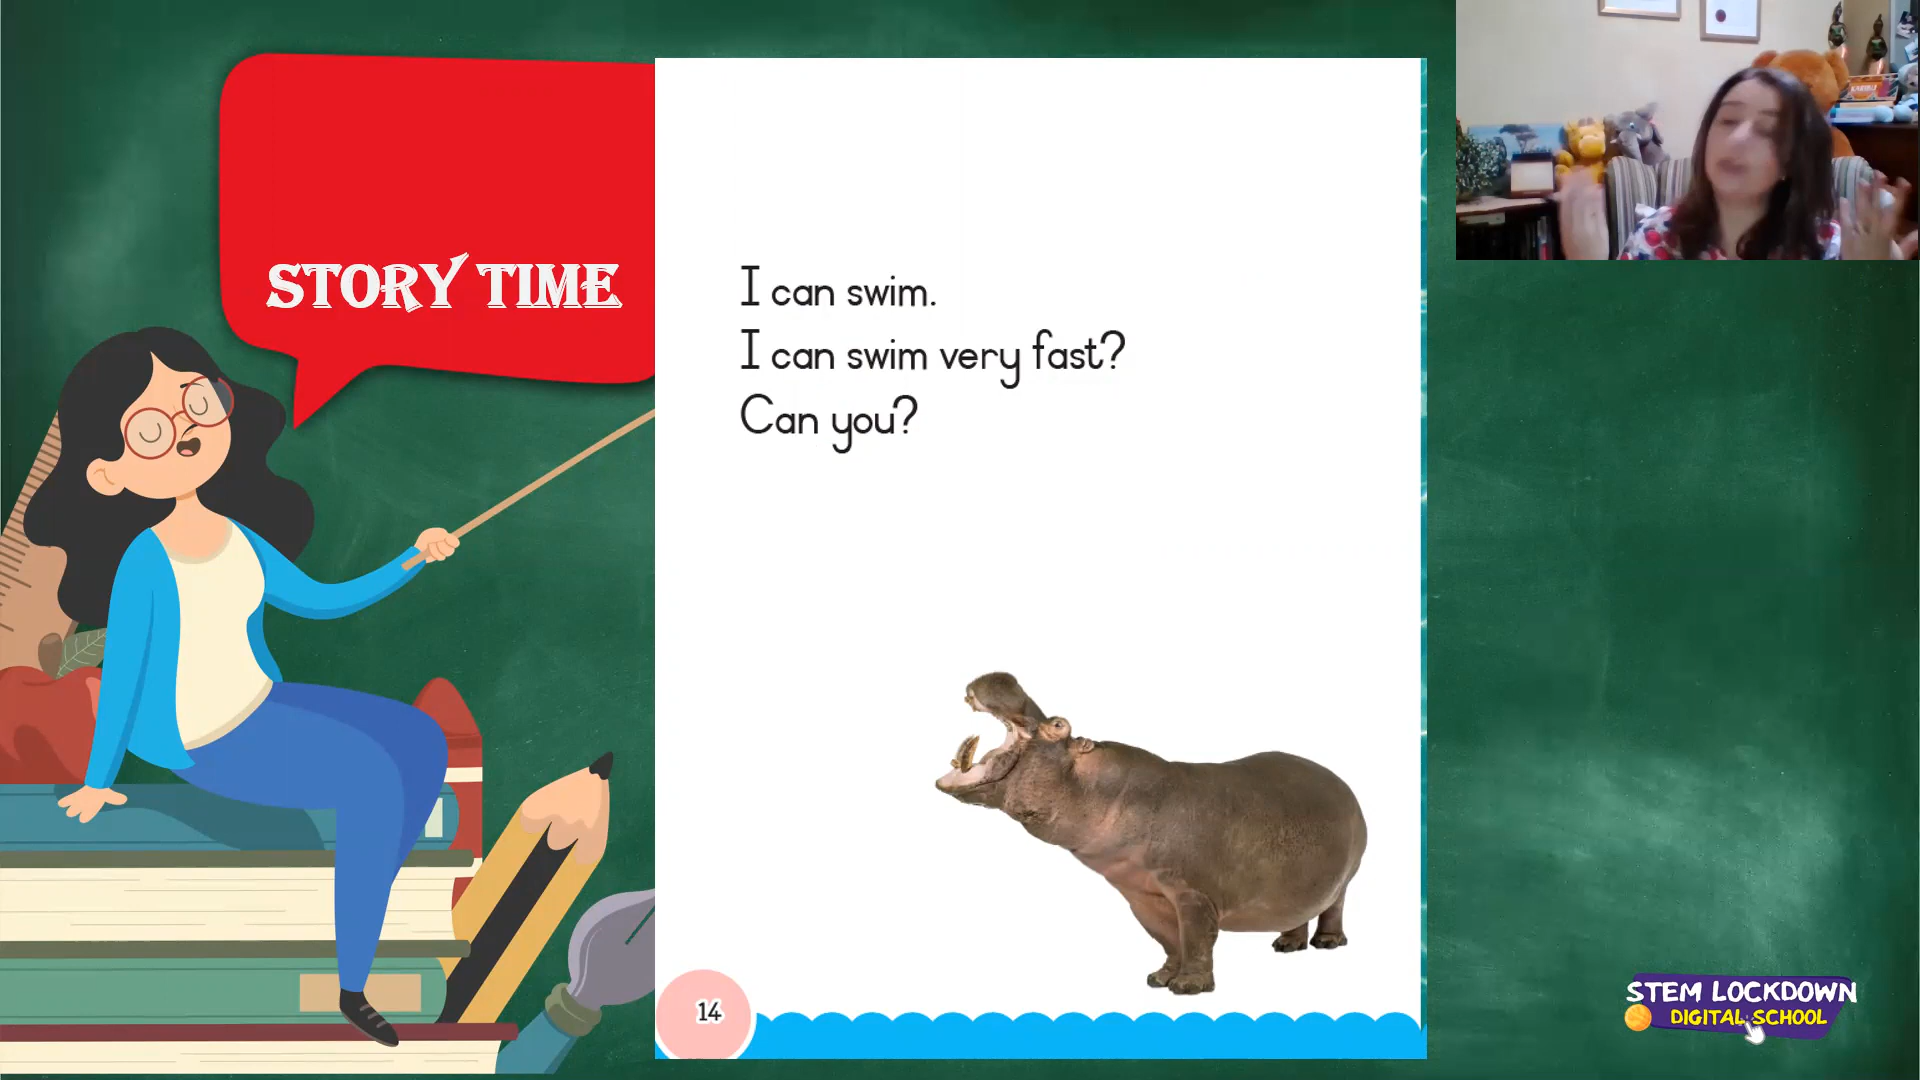 STORY TIME
I can swim.
I can swim very fast?
Can you?
14
STEM LOCKDOWN
DIGITAL SCHOOL